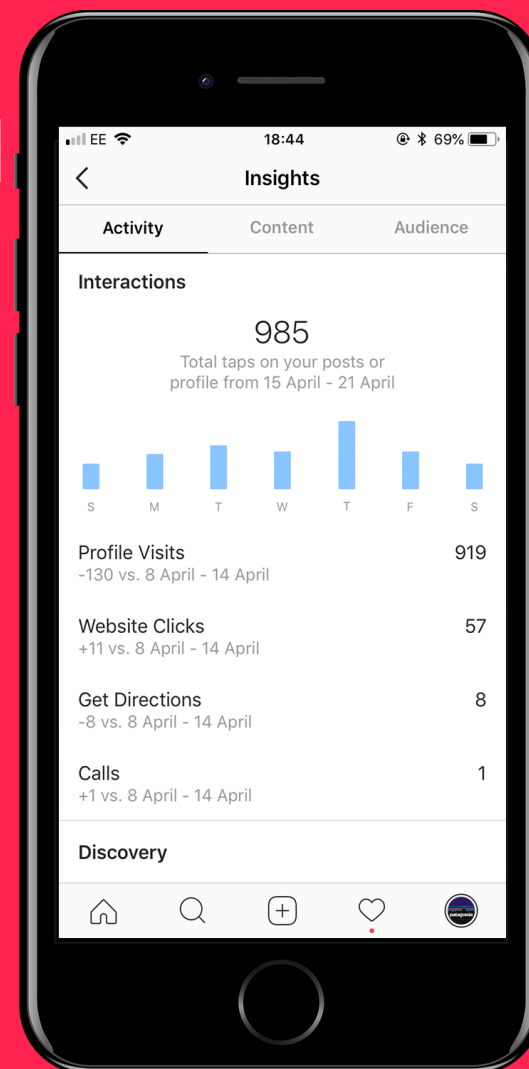 EE 18:44 69%
Insights
Activity Content Audience
Interactions
985
Total taps on your posts or
profile from 15 April - 21 April
S M T W T F S
Profile Visits 919
-130 vs. 8 April - 14 April
Website Clicks 57
+11 vs. 8 April - 14 April
Get Directions 8
-8 vs. 8 April - 14 April
Calls 1
+1 vs. 8 April - 14 April
Discovery
patagonia